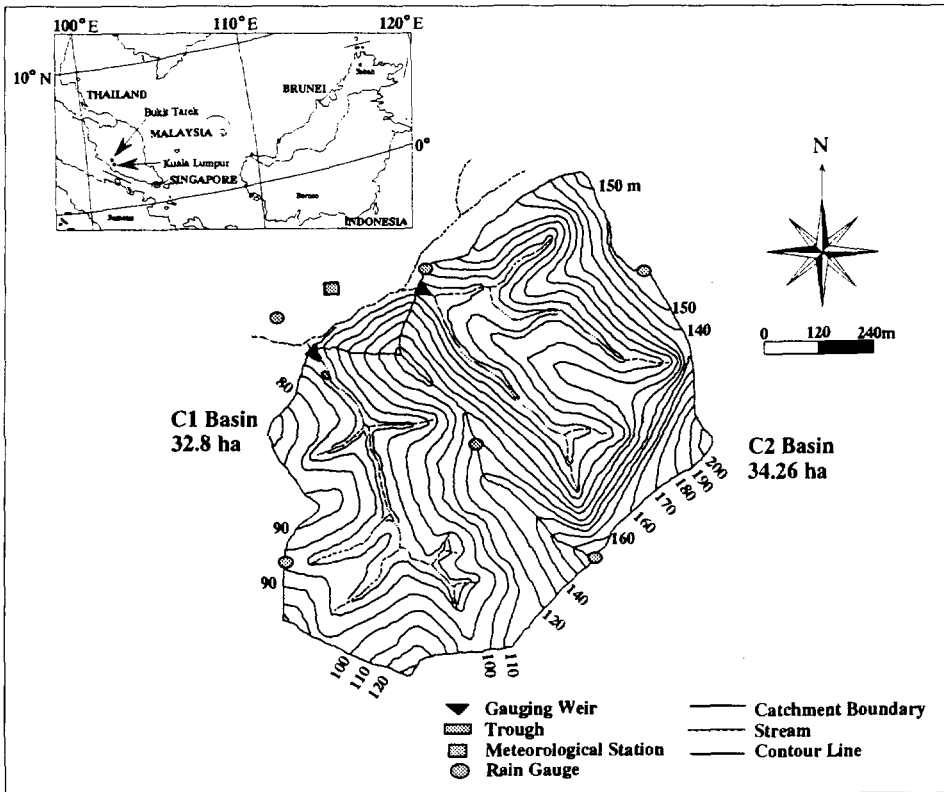 100° E
110° E
120° E
10° N
0°
THAILAND
BRUNEI
Sabah
Bukit Tarek
MALAYSIA
Kuala Lumpur
SINGAPORE
Borneo
INDONESIA
N
150 m
150
140
0 120 240m
80
C1 Basin
32.8 ha
C2 Basin
34.26 ha
200
190
180
170
160
160
140
120
90
90
100
110
120
100
110
Gauging Weir
Trough
Meteorological Station
Rain Gauge
Catchment Boundary
Stream
Contour Line